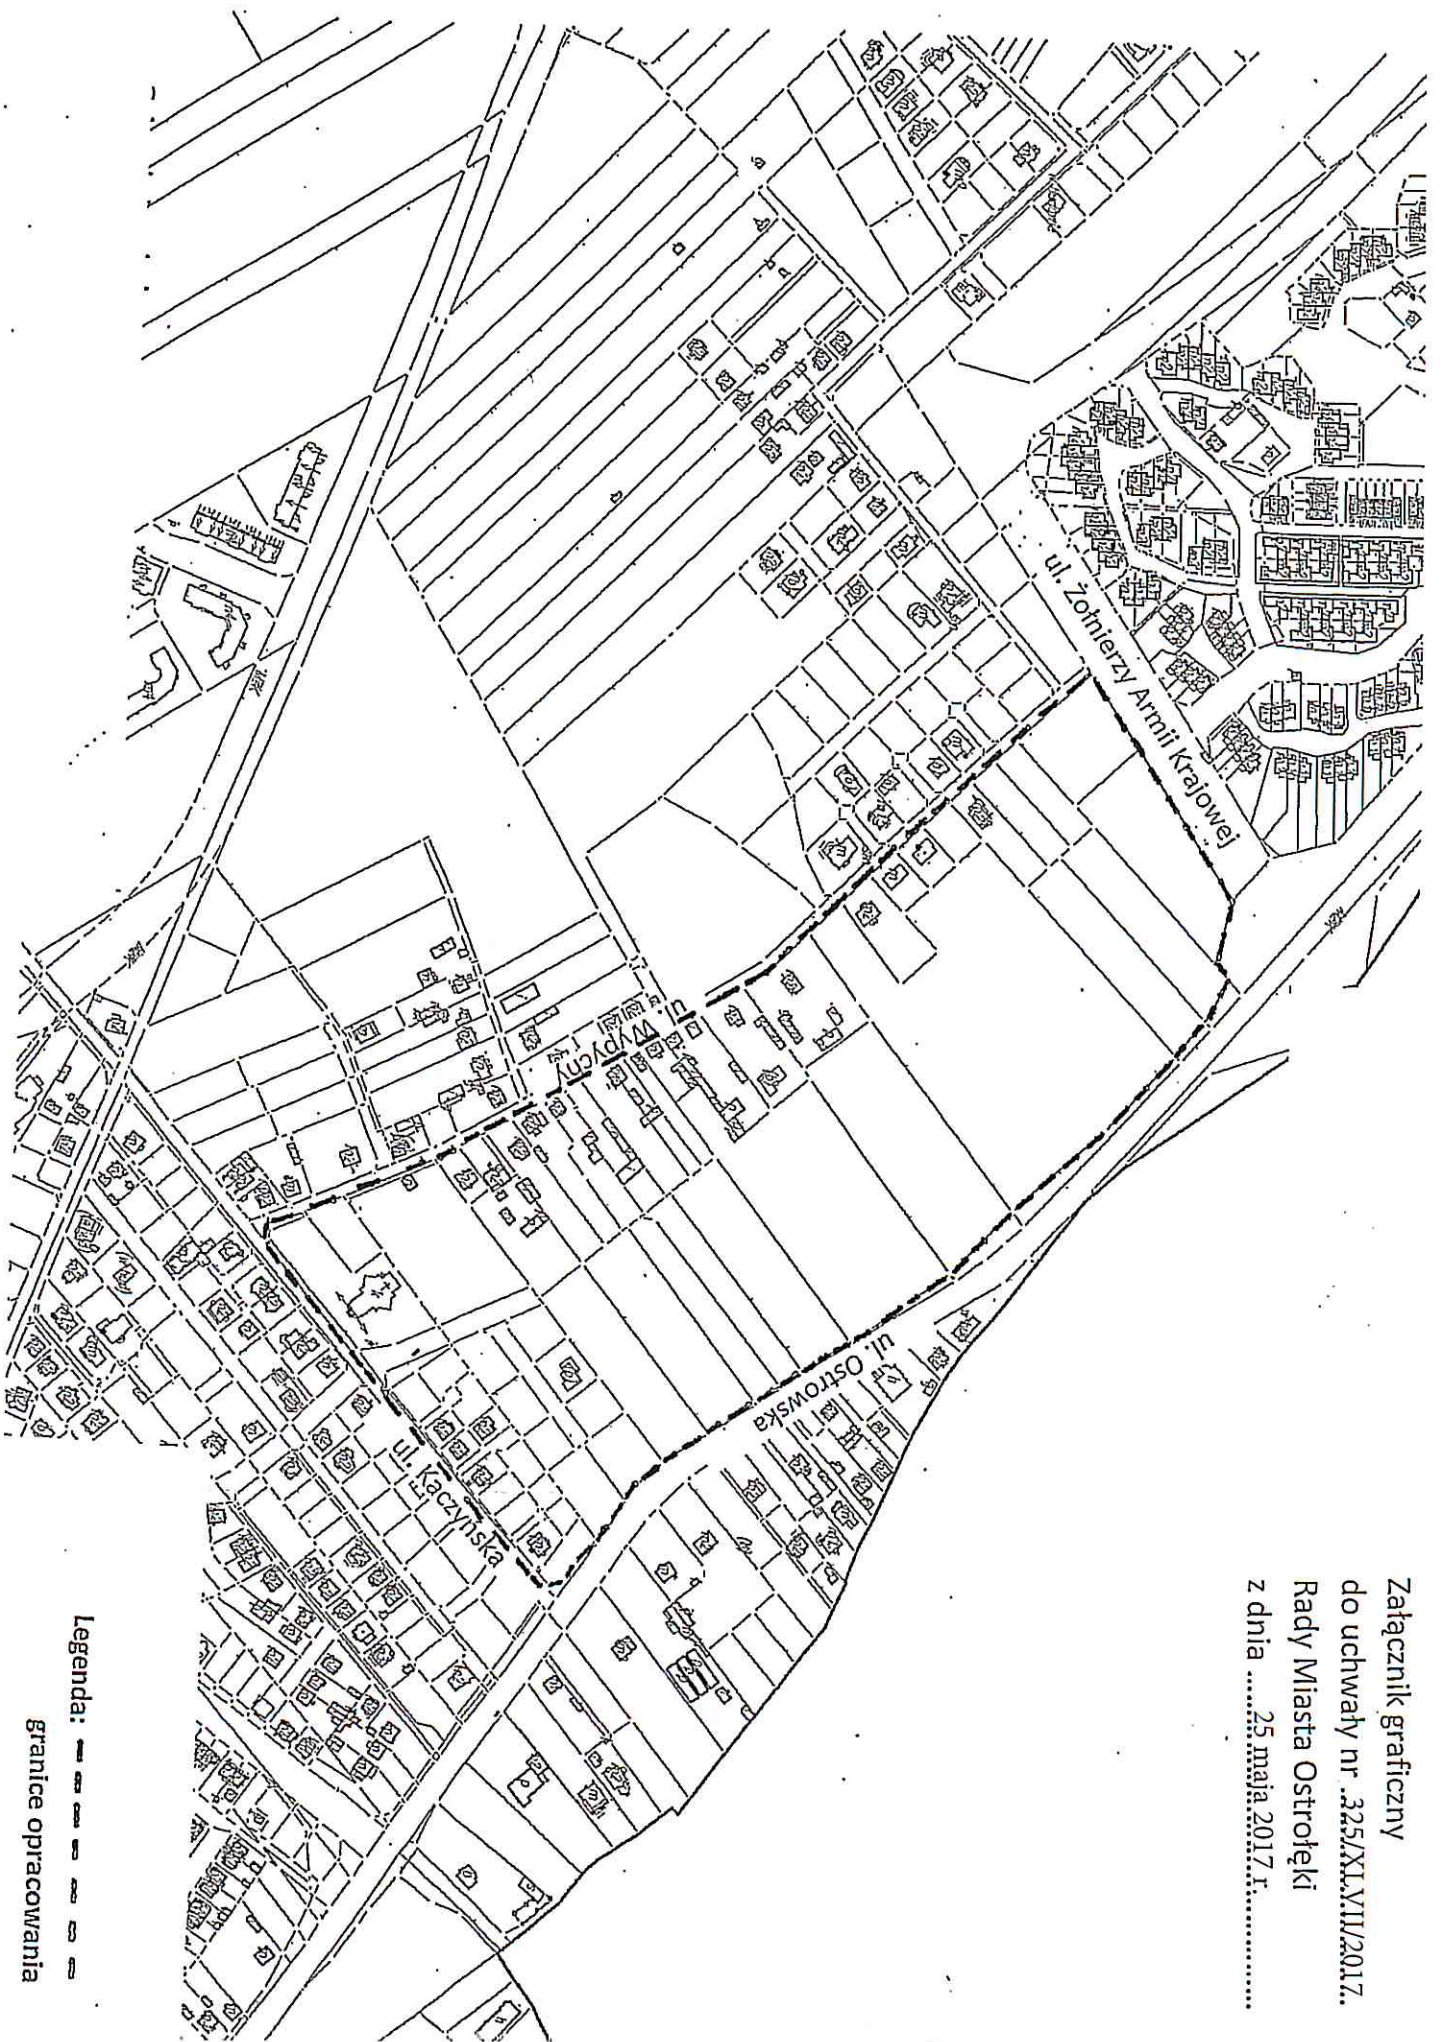 Załącznik graficzny
do uchwały nr ..325/XLVII/2017..
Rady Miasta Ostrołęki
z dnia ........25 maja 2017 r..............
ul. Żołnierzy Armii Krajowej
ul. Wypychy
ul. Ostrowska
ul. Kaczyńska
Legenda:
granice opracowania